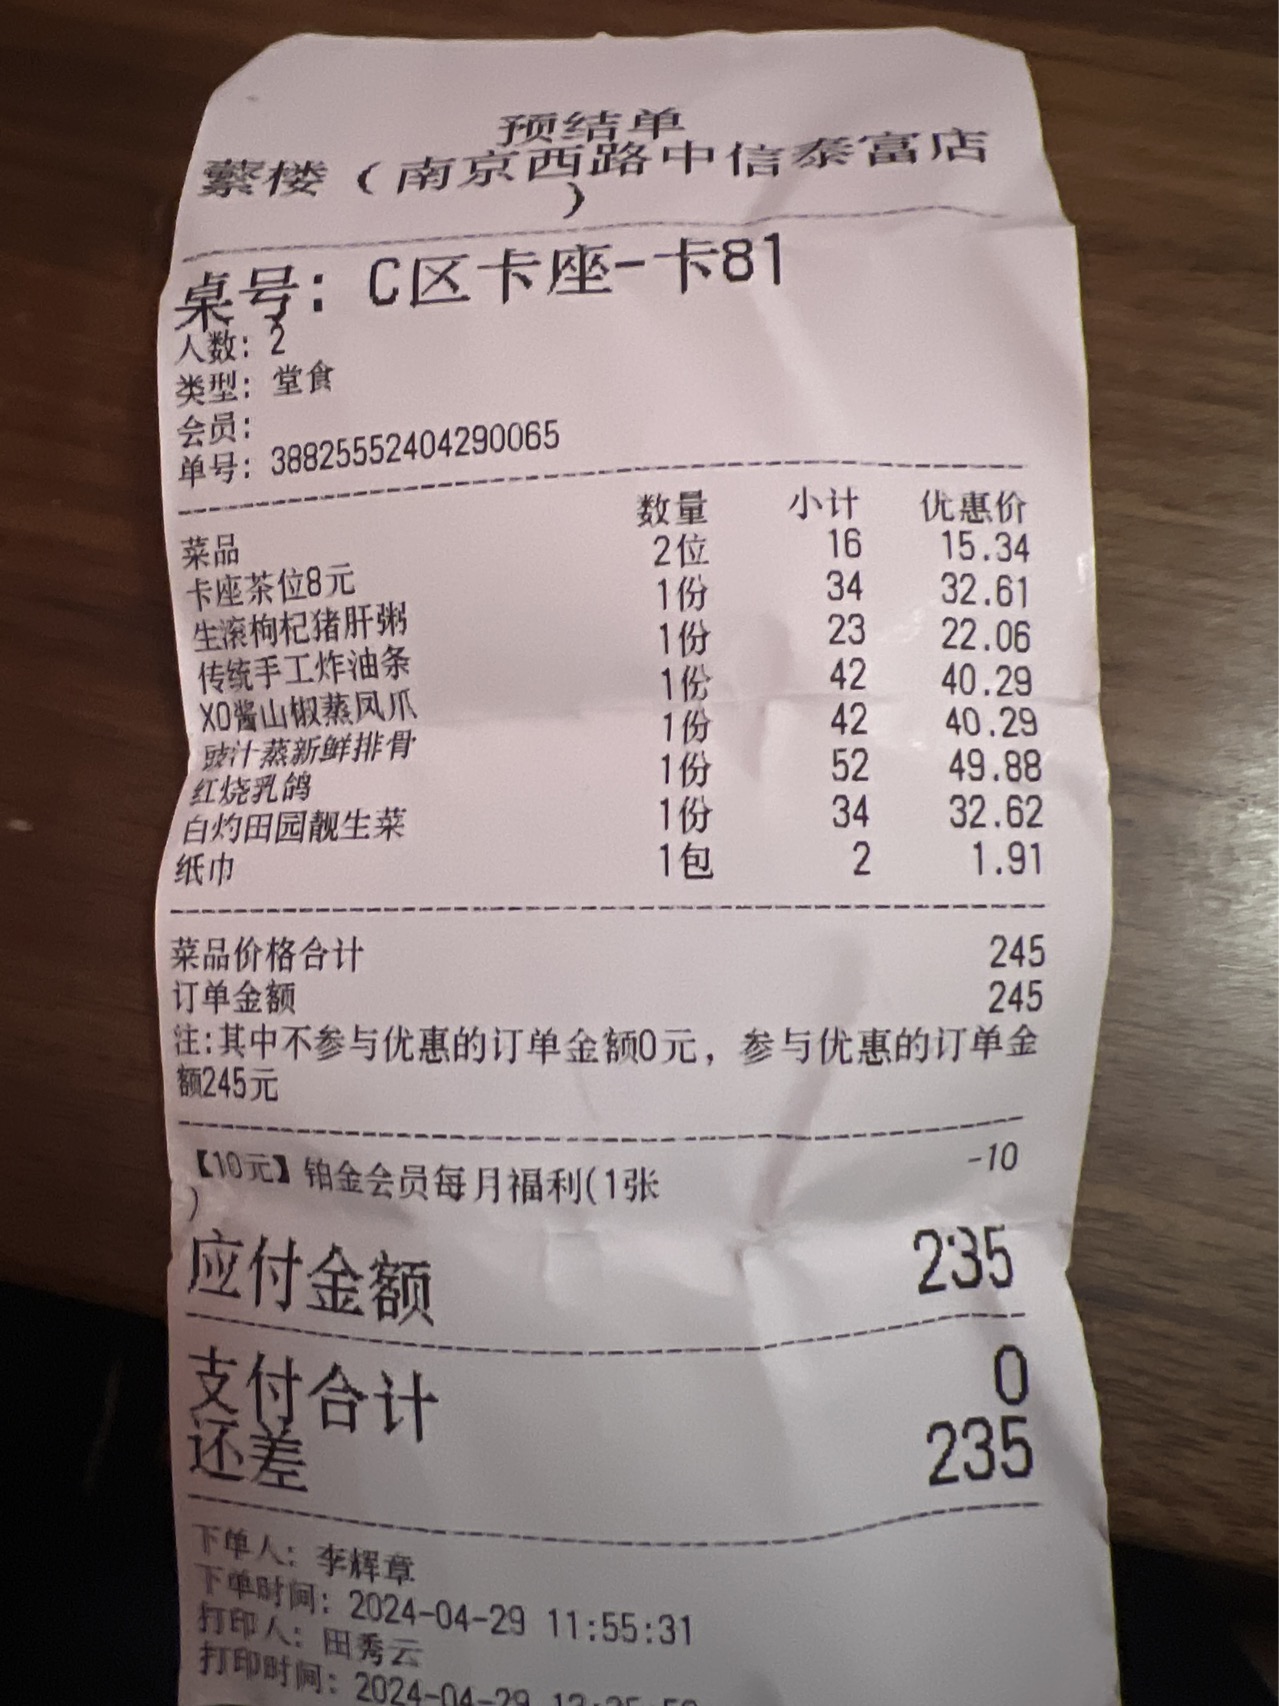 预结单
蘩楼（南京西路中信泰富店
）
桌号：C区卡座-卡81
人数：2
类型：堂食
会员：
单号：38825552404290065
菜品 数量 小计 优惠价
卡座茶位8元 2位 16 15.34
生滚枸杞猪肝粥 1份 34 32.61
传统手工炸油条 1份 23 22.06
XO酱山椒蒸凤爪 1份 42 40.29
豉汁蒸新鲜排骨 1份 42 40.29
红烧乳鸽 1份 52 49.88
白灼田园靓生菜 1份 34 32.62
纸巾 1包 2 1.91
菜品价格合计 245
订单金额 245
注:其中不参与优惠的订单金额0元，参与优惠的订单金
额245元
【10元】铂金会员每月福利(1张 -10
)
应付金额 235
支付合计 0
还差 235
下单人：李辉章
下单时间：2024-04-29 11:55:31
打印人：田秀云
打印时间：2024-04-29